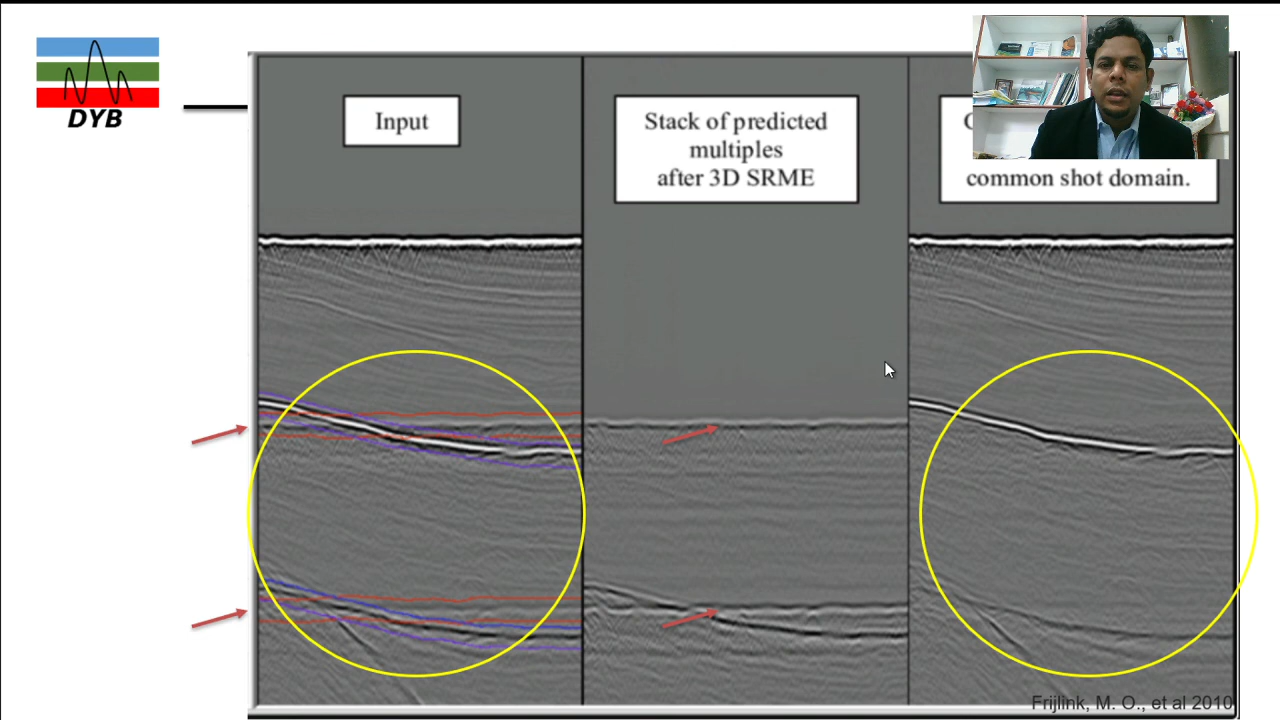 DYB
Input
Stack of predicted
multiples
after 3D SRME
common shot domain.
Frijlink, M. O., et al 2010